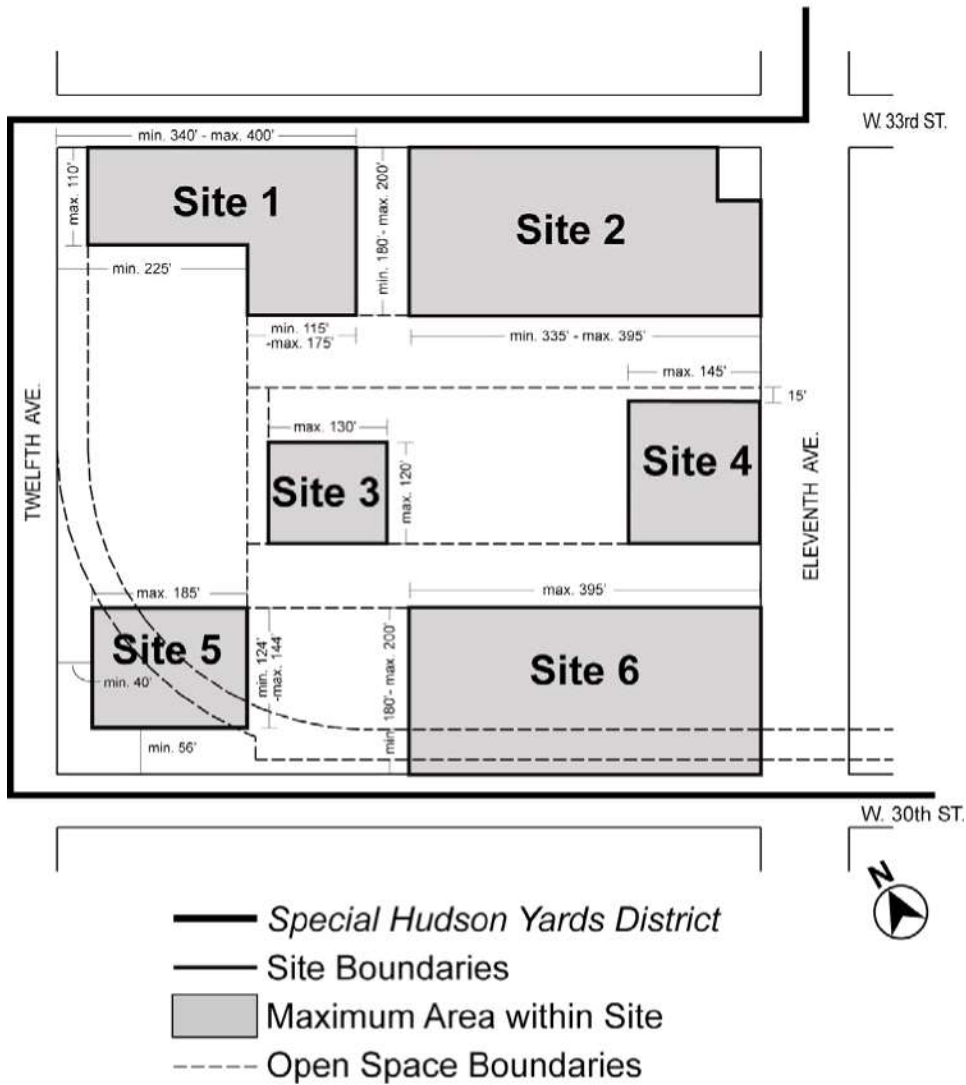 W. 33rd ST.
min. 340' - max. 400'
max. 110'
Site 1
min. 180'- max. 200'
Site 2
min. 225'
min. 115'
-max. 175'
min. 335' - max. 395'
max. 145'
15'
TWELFTH AVE.
max. 130'
Site 3
max. 120'
Site 4
ELEVENTH AVE.
max. 185'
max. 395'
Site 5
min. 124'
-max. 144'
min. 180'- max. 200'
Site 6
min. 40'
min. 56'
W. 30th ST.
N
Special Hudson Yards District
Site Boundaries
Maximum Area within Site
Open Space Boundaries